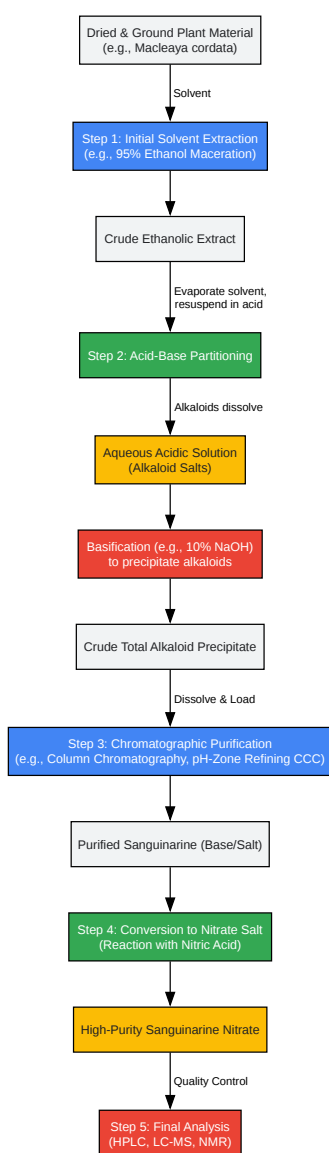 Dried & Ground Plant Material
(e.g., Macleaya cordata)
Solvent
Step 1: Initial Solvent Extraction
(e.g., 95% Ethanol Maceration)
Crude Ethanolic Extract
Evaporate solvent,
resuspend in acid
Step 2: Acid-Base Partitioning
Alkaloids dissolve
Aqueous Acidic Solution
(Alkaloid Salts)
Basification (e.g., 10% NaOH)
to precipitate alkaloids
Crude Total Alkaloid Precipitate
Dissolve & Load
Step 3: Chromatographic Purification
(e.g., Column Chromatography, pH-Zone Refining CCC)
Purified Sanguinarine (Base/Salt)
Step 4: Conversion to Nitrate Salt
(Reaction with Nitric Acid)
High-Purity Sanguinarine Nitrate
Quality Control
Step 5: Final Analysis
(HPLC, LC-MS, NMR)